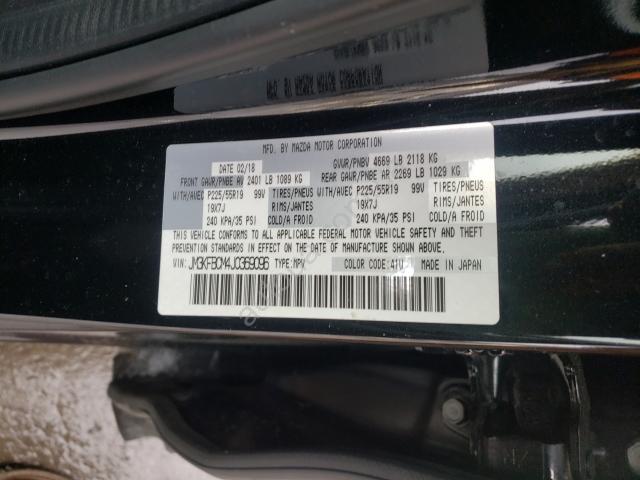 MFD. BY MAZDA MOTOR CORPORATION
DATE 02/18 GVWR/PNBV 4669 LB 2118 KG
FRONT GAWR/PNBE AV 2401 LB 1089 KG REAR GAWR/PNBE AR 2269 LB 1029 KG
WITH/AVEC P225/55R19 99V TIRES/PNEUS WITH/AVEC P225/55R19 99V TIRES/PNEUS
19X7J RIMS/JANTES 19X7J RIMS/JANTES
240 KPA/35 PSI COLD/A FROID 240 KPA/35 PSI COLD/A FROID
THIS VEHICLE CONFORMS TO ALL APPLICABLE FEDERAL MOTOR VEHICLE SAFETY
STANDARDS IN EFFECT ON THE DATE OF MANUFACTURE SHOWN ABOVE.
VIN: JM3KFBCM4J0369096 TYPE: MPV COLOR: 41W MADE IN JAPAN